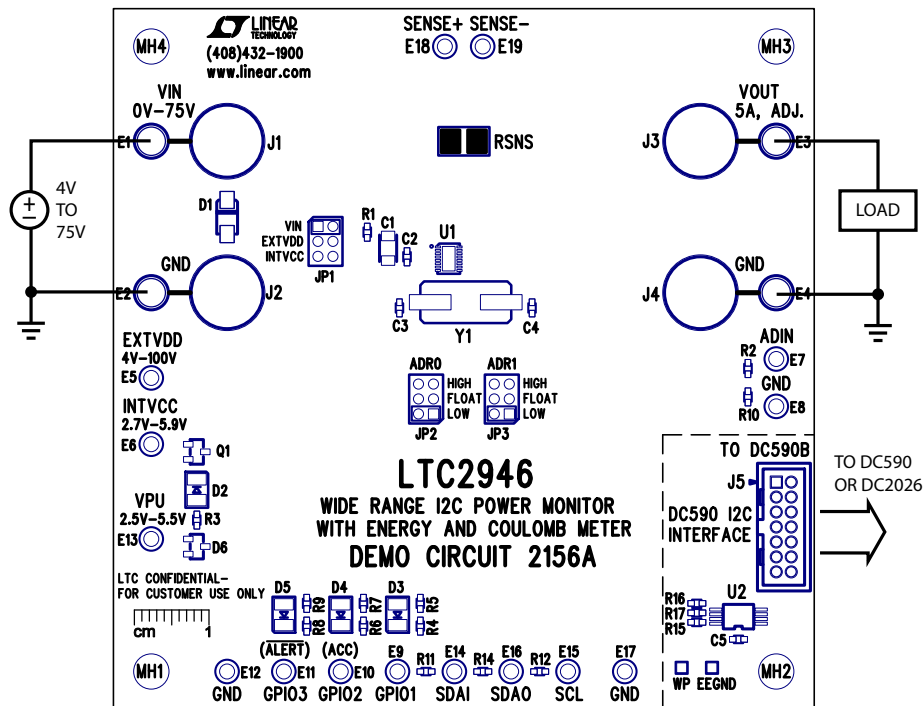 LINEAR
TECHNOLOGY
(408)432-1900
www.linear.com
MH4
SENSE+ SENSE-
E18 E19
MH3
VIN
0V-75V
E1
J1
RSNS
VOUT
5A, ADJ.
J3
E3
4V
TO
75V
+
-
LOAD
D1
VIN
EXTVDD
INTVCC
JP1
R1
C1
C2
U1
GND
E2
J2
C3
Y1
C4
GND
J4
E4
EXTVDD
4V-100V
E5
ADIN
R2
E7
GND
R10
E8
INTVCC
2.7V-5.9V
E6
ADR0
HIGH
FLOAT
LOW
JP2
ADR1
HIGH
FLOAT
LOW
JP3
Q1
D2
VPU
2.5V-5.5V
R3
E13
D6
LTC2946
WIDE RANGE I2C POWER MONITOR
WITH ENERGY AND COULOMB METER
DEMO CIRCUIT 2156A
TO DC590B
J5
DC590 I2C
INTERFACE
TO DC590
OR DC2026
LTC CONFIDENTIAL-
FOR CUSTOMER USE ONLY
cm 1
D5
R9
R8
D4
R7
R6
D3
R5
R4
U2
R16
R17
R15
C5
MH1
E12
GND
(ALERT)
E11
GPIO3
(ACC)
E10
GPIO2
E9
GPIO1
R11
E14
SDAI
R14
E16
SDAO
R12
E15
SCL
E17
GND
WP EEGND
MH2